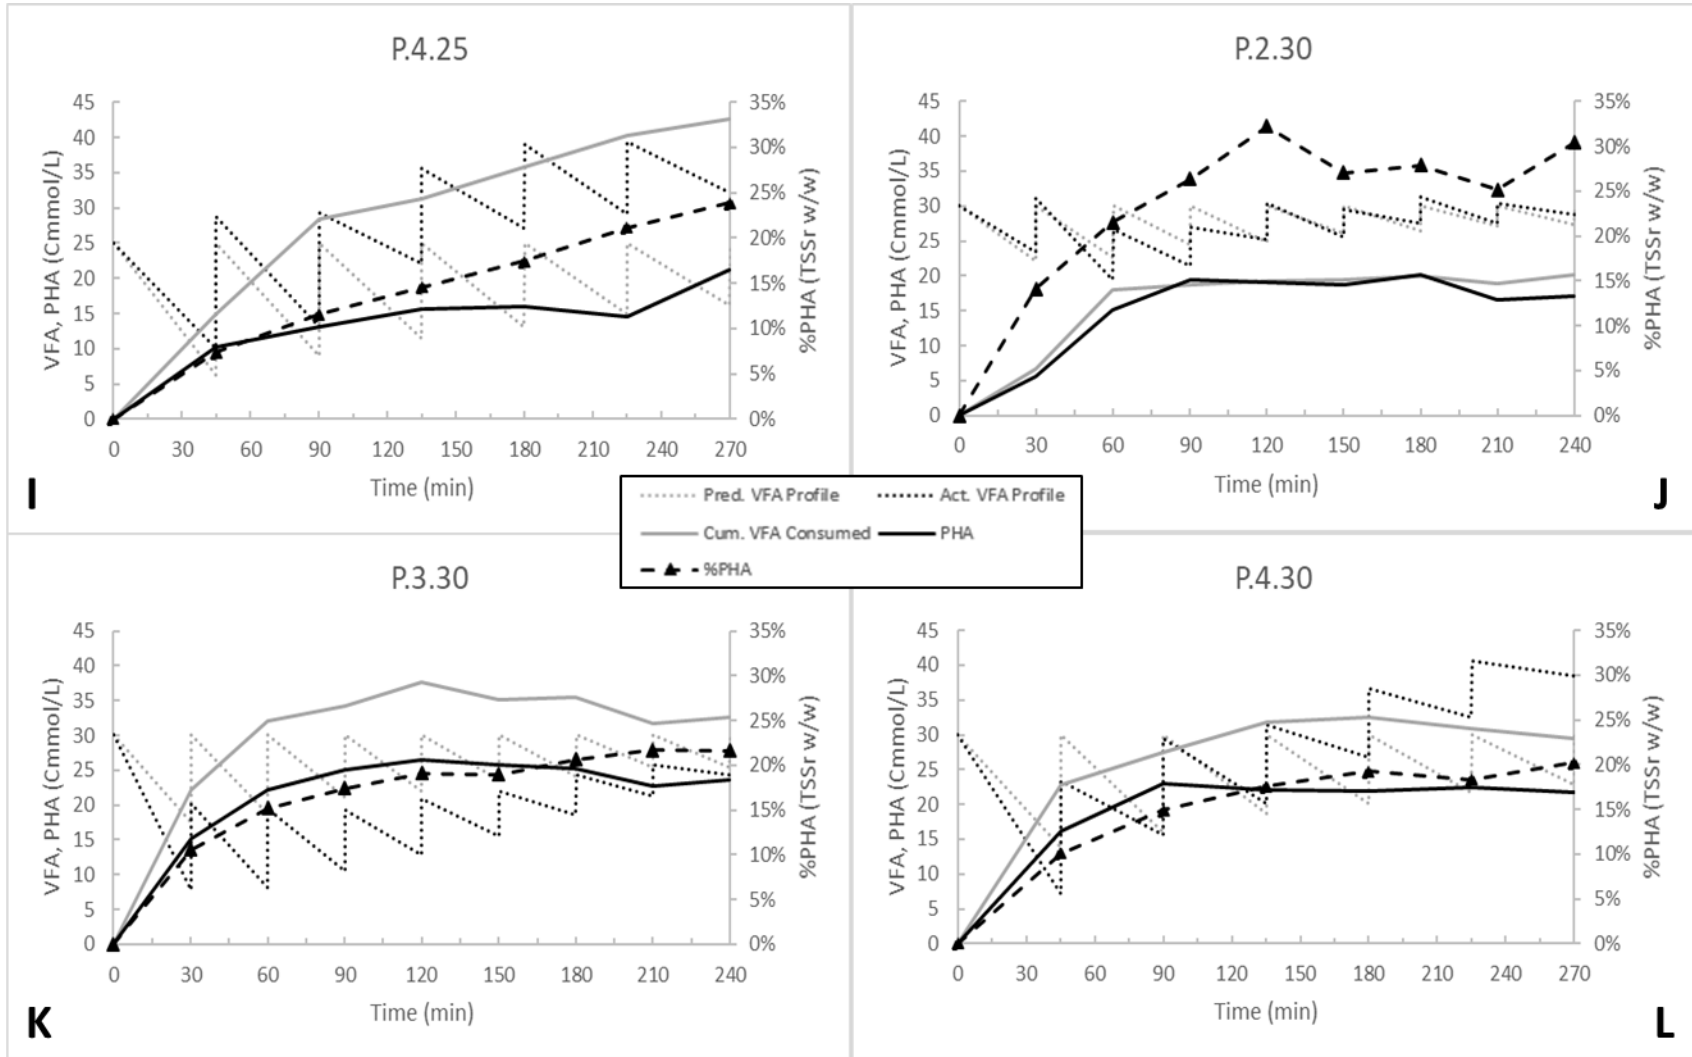 P.4.25
VFA, PHA (Cmmol/L)
45
40
35
30
25
20
15
10
5
0
35%
30%
25%
20%
15%
10%
5%
0%
%PHA (TSSr w/w)
0 30 60 90 120 150 180 210 240 270
Time (min)
I
P.2.30
VFA, PHA (Cmmol/L)
45
40
35
30
25
20
15
10
5
0
35%
30%
25%
20%
15%
10%
5%
0%
%PHA (TSSr w/w)
0 30 60 90 120 150 180 210 240
Time (min)
J
Pred. VFA Profile Act. VFA Profile
Cum. VFA Consumed PHA
%PHA
P.3.30
VFA, PHA (Cmmol/L)
45
40
35
30
25
20
15
10
5
0
35%
30%
25%
20%
15%
10%
5%
0%
%PHA (TSSr w/w)
0 30 60 90 120 150 180 210 240
Time (min)
K
P.4.30
VFA, PHA (Cmmol/L)
45
40
35
30
25
20
15
10
5
0
35%
30%
25%
20%
15%
10%
5%
0%
%PHA (TSSr w/w)
0 30 60 90 120 150 180 210 240 270
Time (min)
L